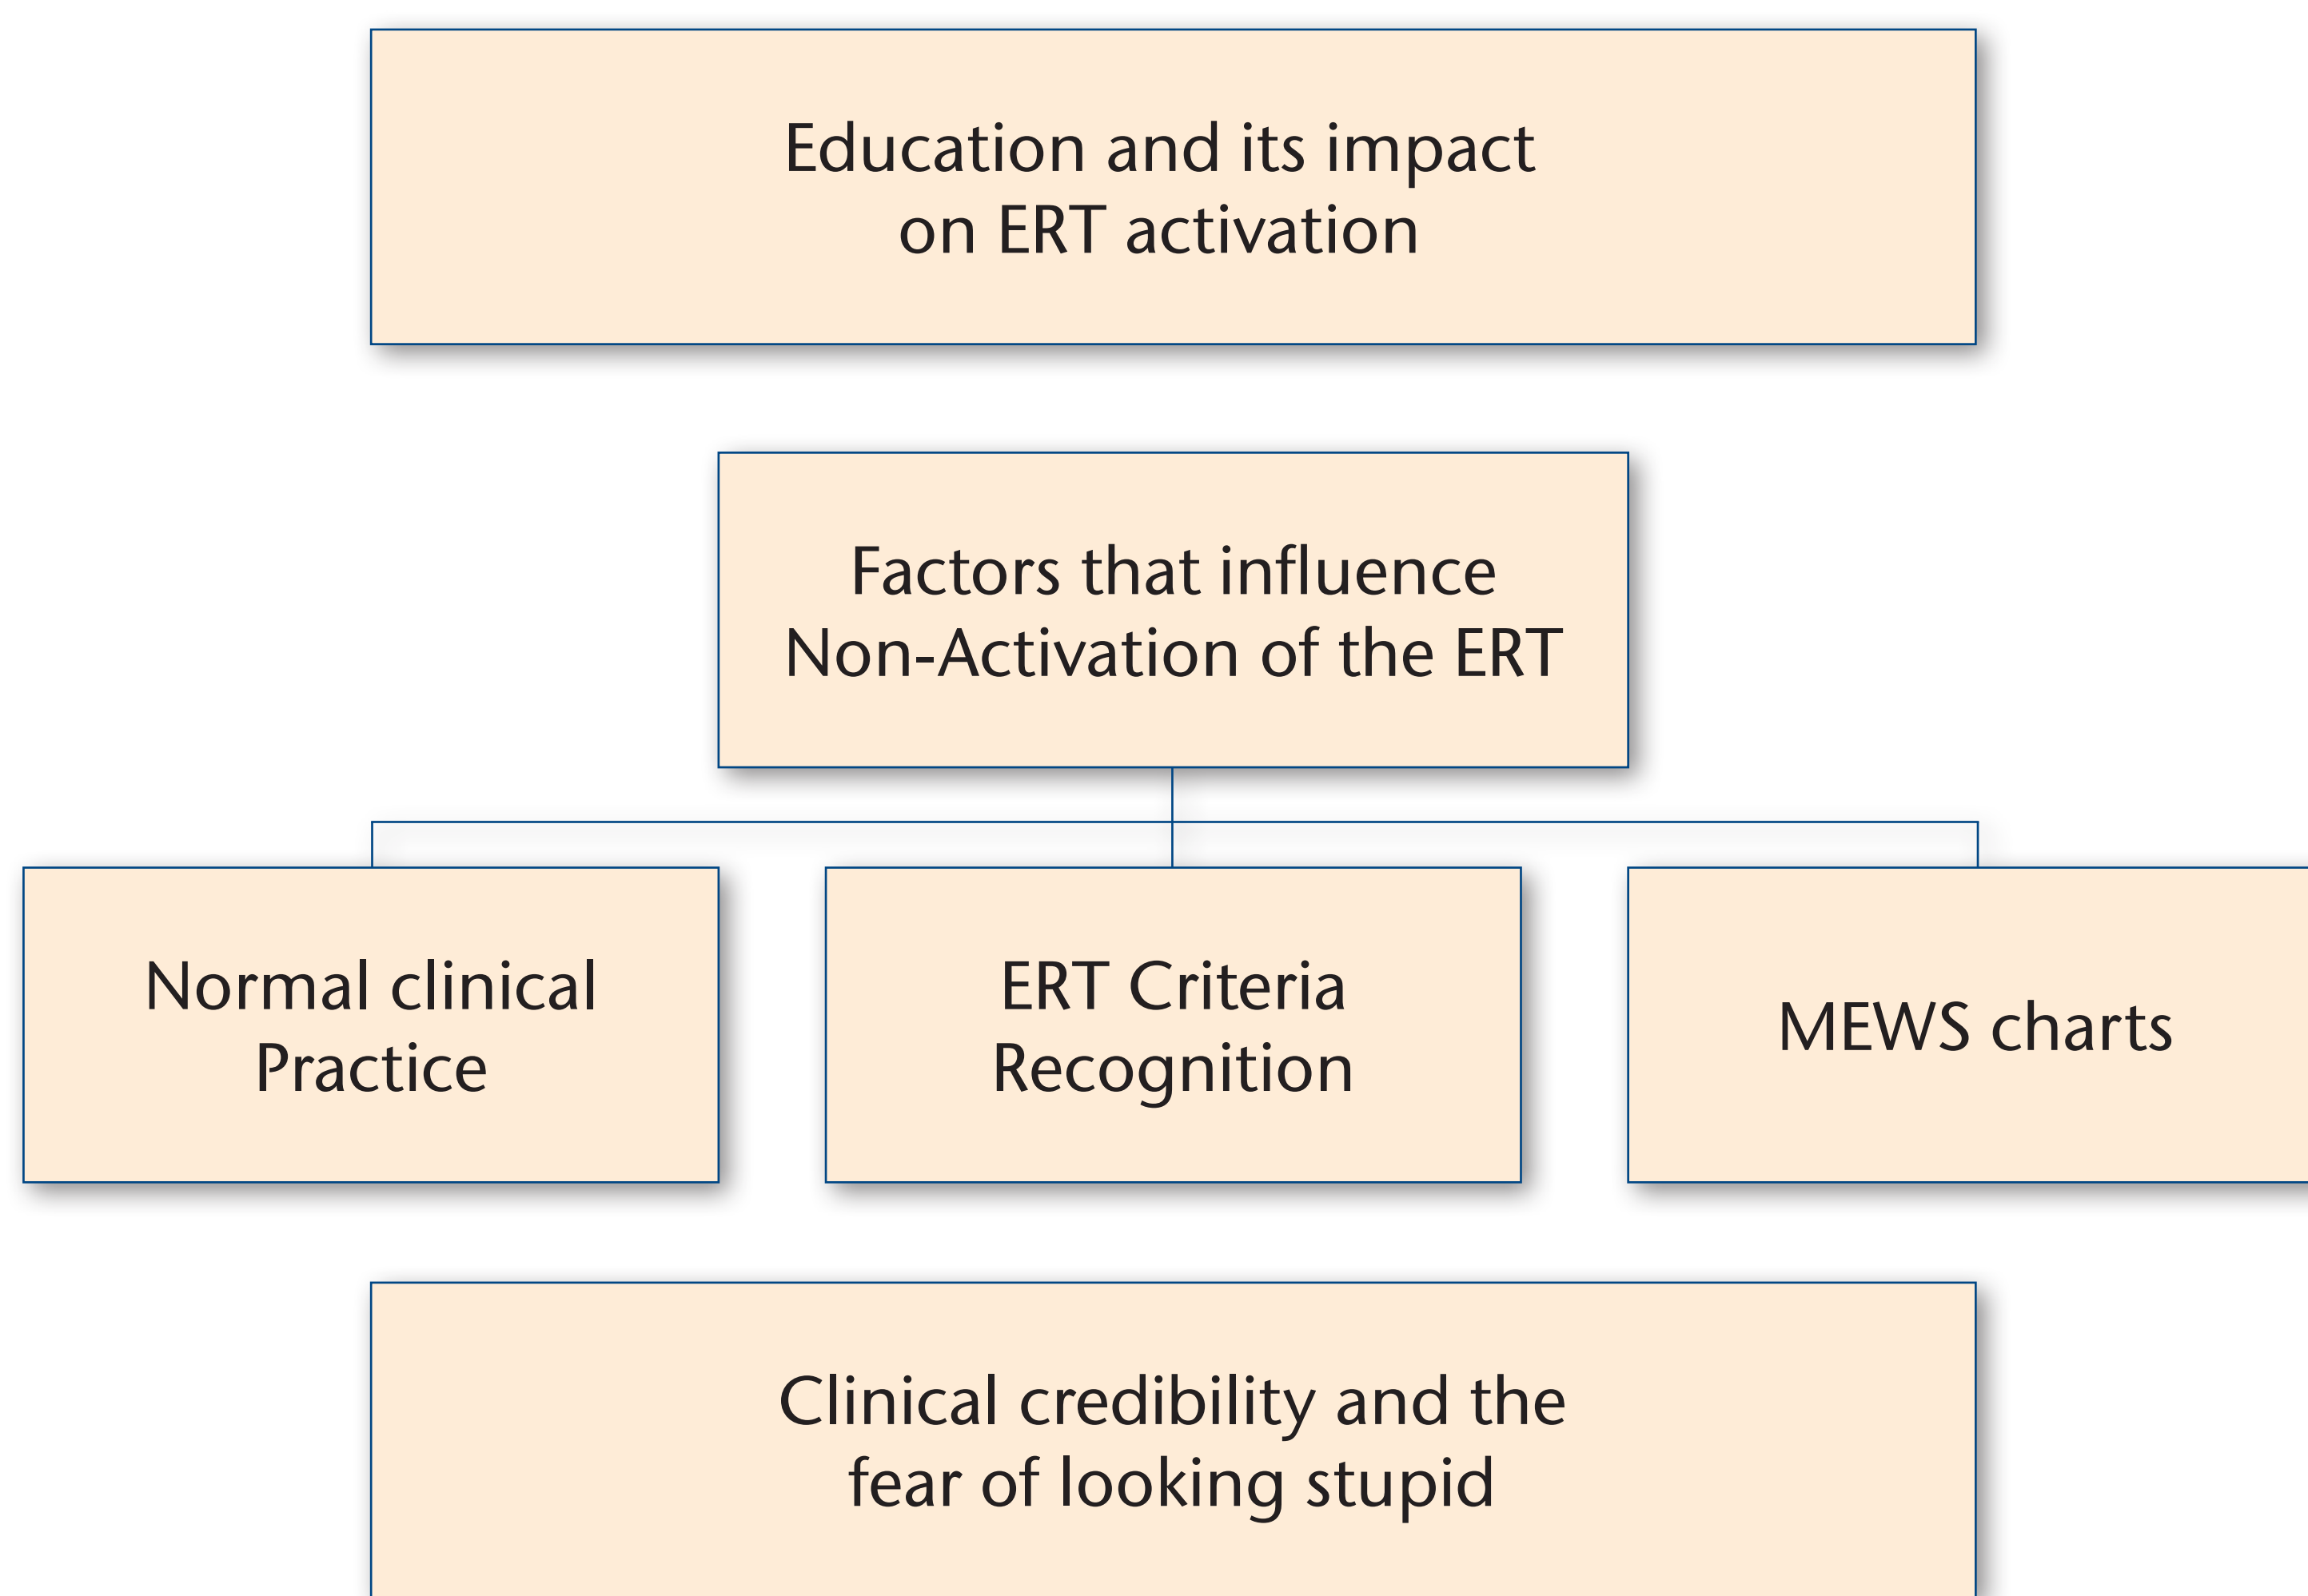 Education and its impact
on ERT activation
Factors that influence
Non-Activation of the ERT
Normal clinical
Practice
ERT Criteria
Recognition
MEWS charts
Clinical credibility and the
fear of looking stupid